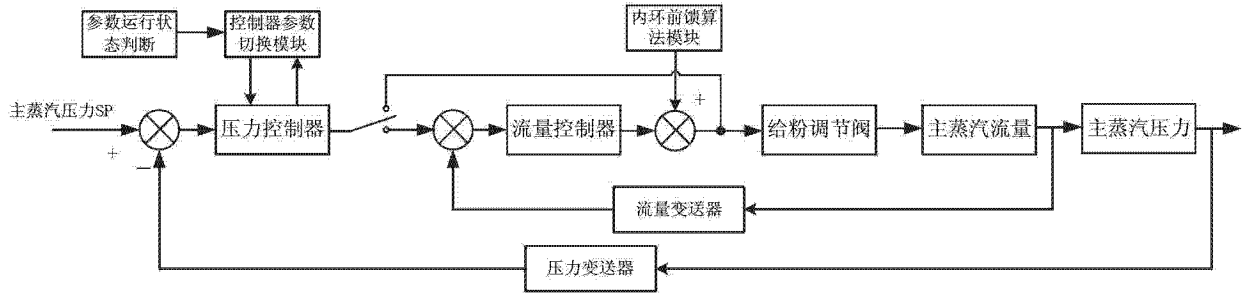 参数运行状
态判断
控制器参数
切换模块
内环前馈算
法模块
主蒸汽压力SP
+
−
压力控制器
流量控制器
+
给粉调节阀
主蒸汽流量
主蒸汽压力
流量变送器
压力变送器